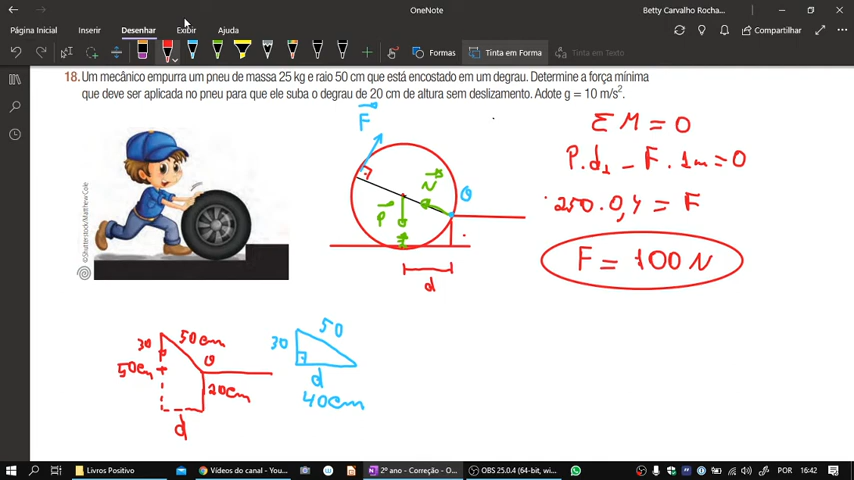 OneNote
Betty Carvalho Rocha...
Página Inicial
Inserir
Desenhar
Exibir
Ajuda
Compartilhar
Formas
Tinta em Forma
Tinta em Texto
18. Um mecânico empurra um pneu de massa 25 kg e raio 50 cm que está encostado em um degrau. Determine a força mínima
que deve ser aplicada no pneu para que ele suba o degrau de 20 cm de altura sem deslizamento. Adote g = 10 m/s².
©Shutterstock/Matthew Cole
F
N
O
P
d
Σ M = 0
P.d₁ - F.1m = 0
250.0,4 = F
F = 100 N
30
50cm
50cm
O
20cm
d
30
50
d
40cm
Livros Positivo
Vídeos do canal - You...
2º ano - Correção - O...
OBS 25.0.4 (64-bit, wi...
POR
16:42